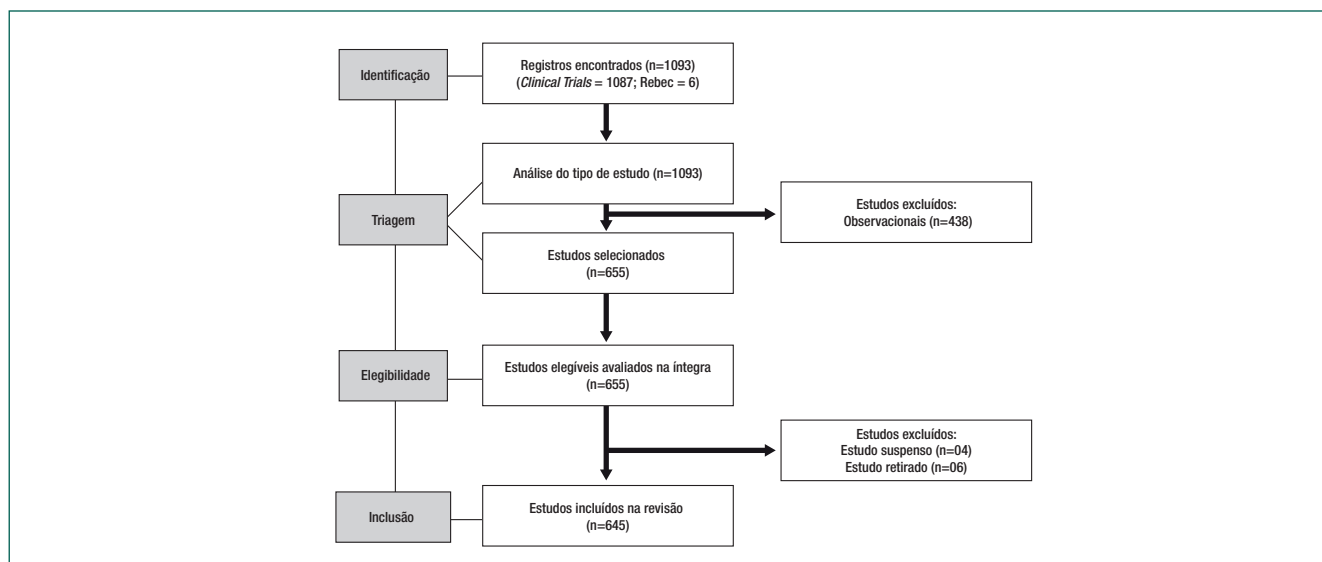 Identificação
Registros encontrados (n=1093)
(Clinical Trials = 1087; Rebec = 6)
Triagem
Análise do tipo de estudo (n=1093)
Estudos excluídos:
Observacionais (n=438)
Estudos selecionados
(n=655)
Elegibilidade
Estudos elegíveis avaliados na íntegra
(n=655)
Estudos excluídos:
Estudo suspenso (n=04)
Estudo retirado (n=06)
Inclusão
Estudos incluídos na revisão
(n=645)